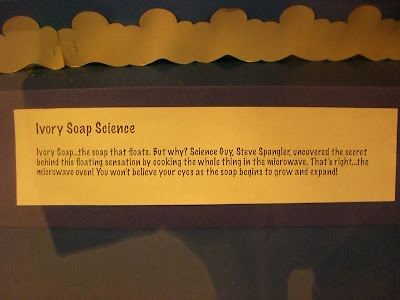 Ivory Soap Science
Ivory Soap...the soap that floats. But why? Science Guy, Steve Spangler, uncovered the secret
behind this floating sensation by cooking the whole thing in the microwave. That's right...the
microwave oven! You won't believe your eyes as the soap begins to grow and expand!